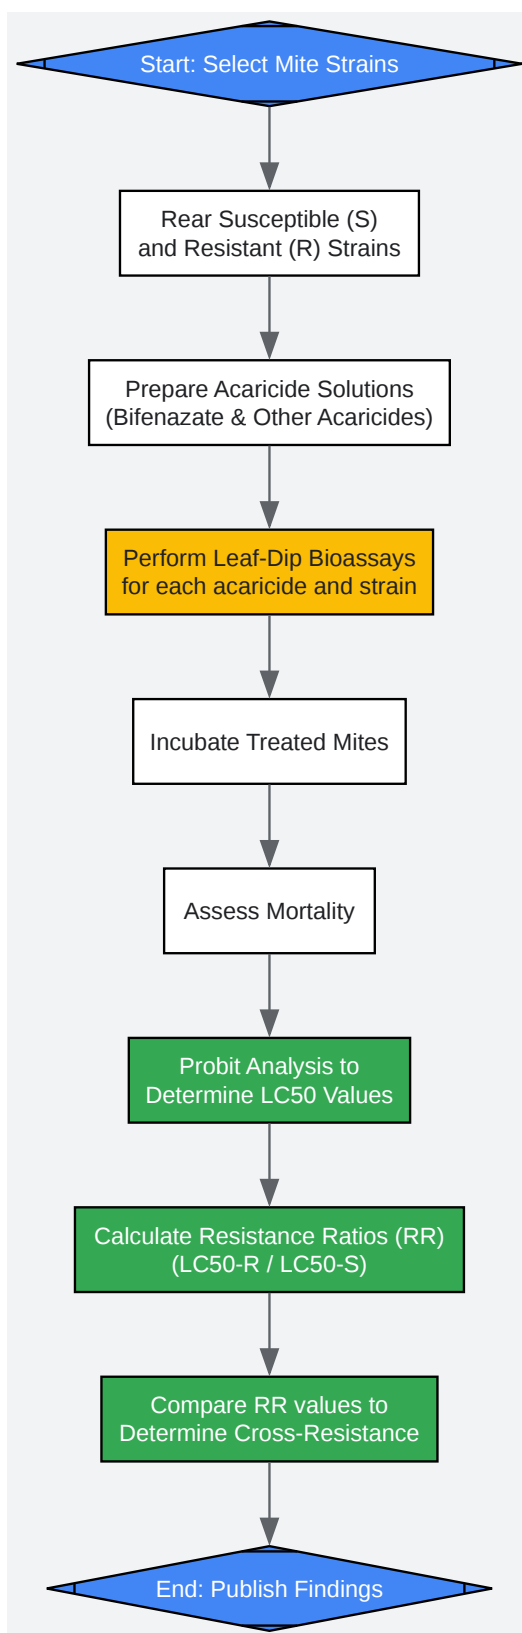 Start: Select Mite Strains
Rear Susceptible (S)
and Resistant (R) Strains
Prepare Acaricide Solutions
(Bifenazate & Other Acaricides)
Perform Leaf-Dip Bioassays
for each acaricide and strain
Incubate Treated Mites
Assess Mortality
Probit Analysis to
Determine LC50 Values
Calculate Resistance Ratios (RR)
(LC50-R / LC50-S)
Compare RR values to
Determine Cross-Resistance
End: Publish Findings